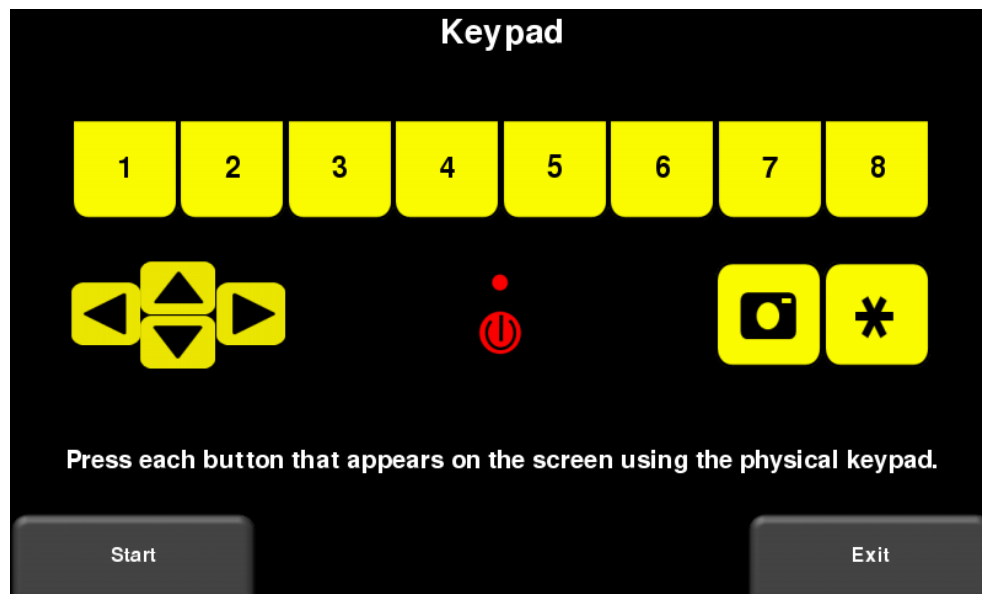 Keypad
1 2 3 4 5 6 7 8
*
Press each button that appears on the screen using the physical keypad.
Start Exit